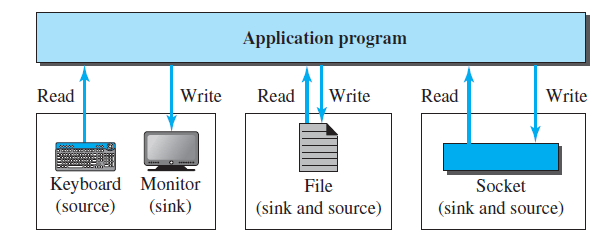 Application program
Read Write Read Write Read Write
Keyboard Monitor File Socket
(source) (sink) (sink and source) (sink and source)